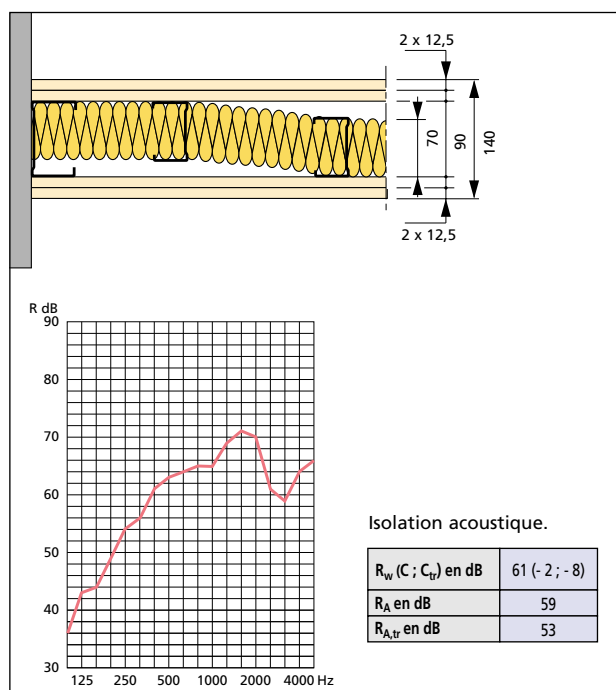 2 x 12,5
70
90
140
2 x 12,5
R dB
90
80
70
60
50
40
30
125 250 500 1000 2000 4000 Hz
Isolation acoustique.
Rw (C ; Ctr) en dB 61 (- 2 ; - 8)
RA en dB 59
RA,tr en dB 53